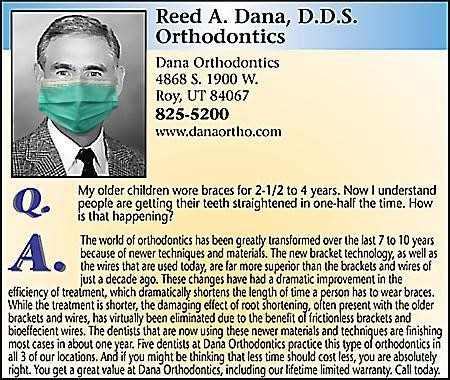 Reed A. Dana, D.D.S.
Orthodontics
Dana Orthodontics
4868 S. 1900 W.
Roy, UT 84067
825-5200
www.danaortho.com
Q. My older children wore braces for 2-1/2 to 4 years. Now I understand
people are getting their teeth straightened in one-half the time. How
is that happening?
A. The world of orthodontics has been greatly transformed over the last 7 to 10 years
because of newer techniques and materials. The new bracket technology, as well as
the wires that are used today, are far more superior than the brackets and wires of
just a decade ago. These changes have had a dramatic improvement in the
efficiency of treatment, which dramatically shortens the length of time a person has to wear braces.
While the treatment is shorter, the damaging effect of root shortening, often present with the older
brackets and wires, has virtually been eliminated due to the benefit of frictionless brackets and
bioeffecient wires. The dentists that are now using these newer materials and techniques are finishing
most cases in about one year. Five dentists at Dana Orthodontics practice this type of orthodontics in
all 3 of our locations. And if you might be thinking that less time should cost less, you are absolutely
right. You get a great value at Dana Orthodontics, including our lifetime limited warranty. Call today.